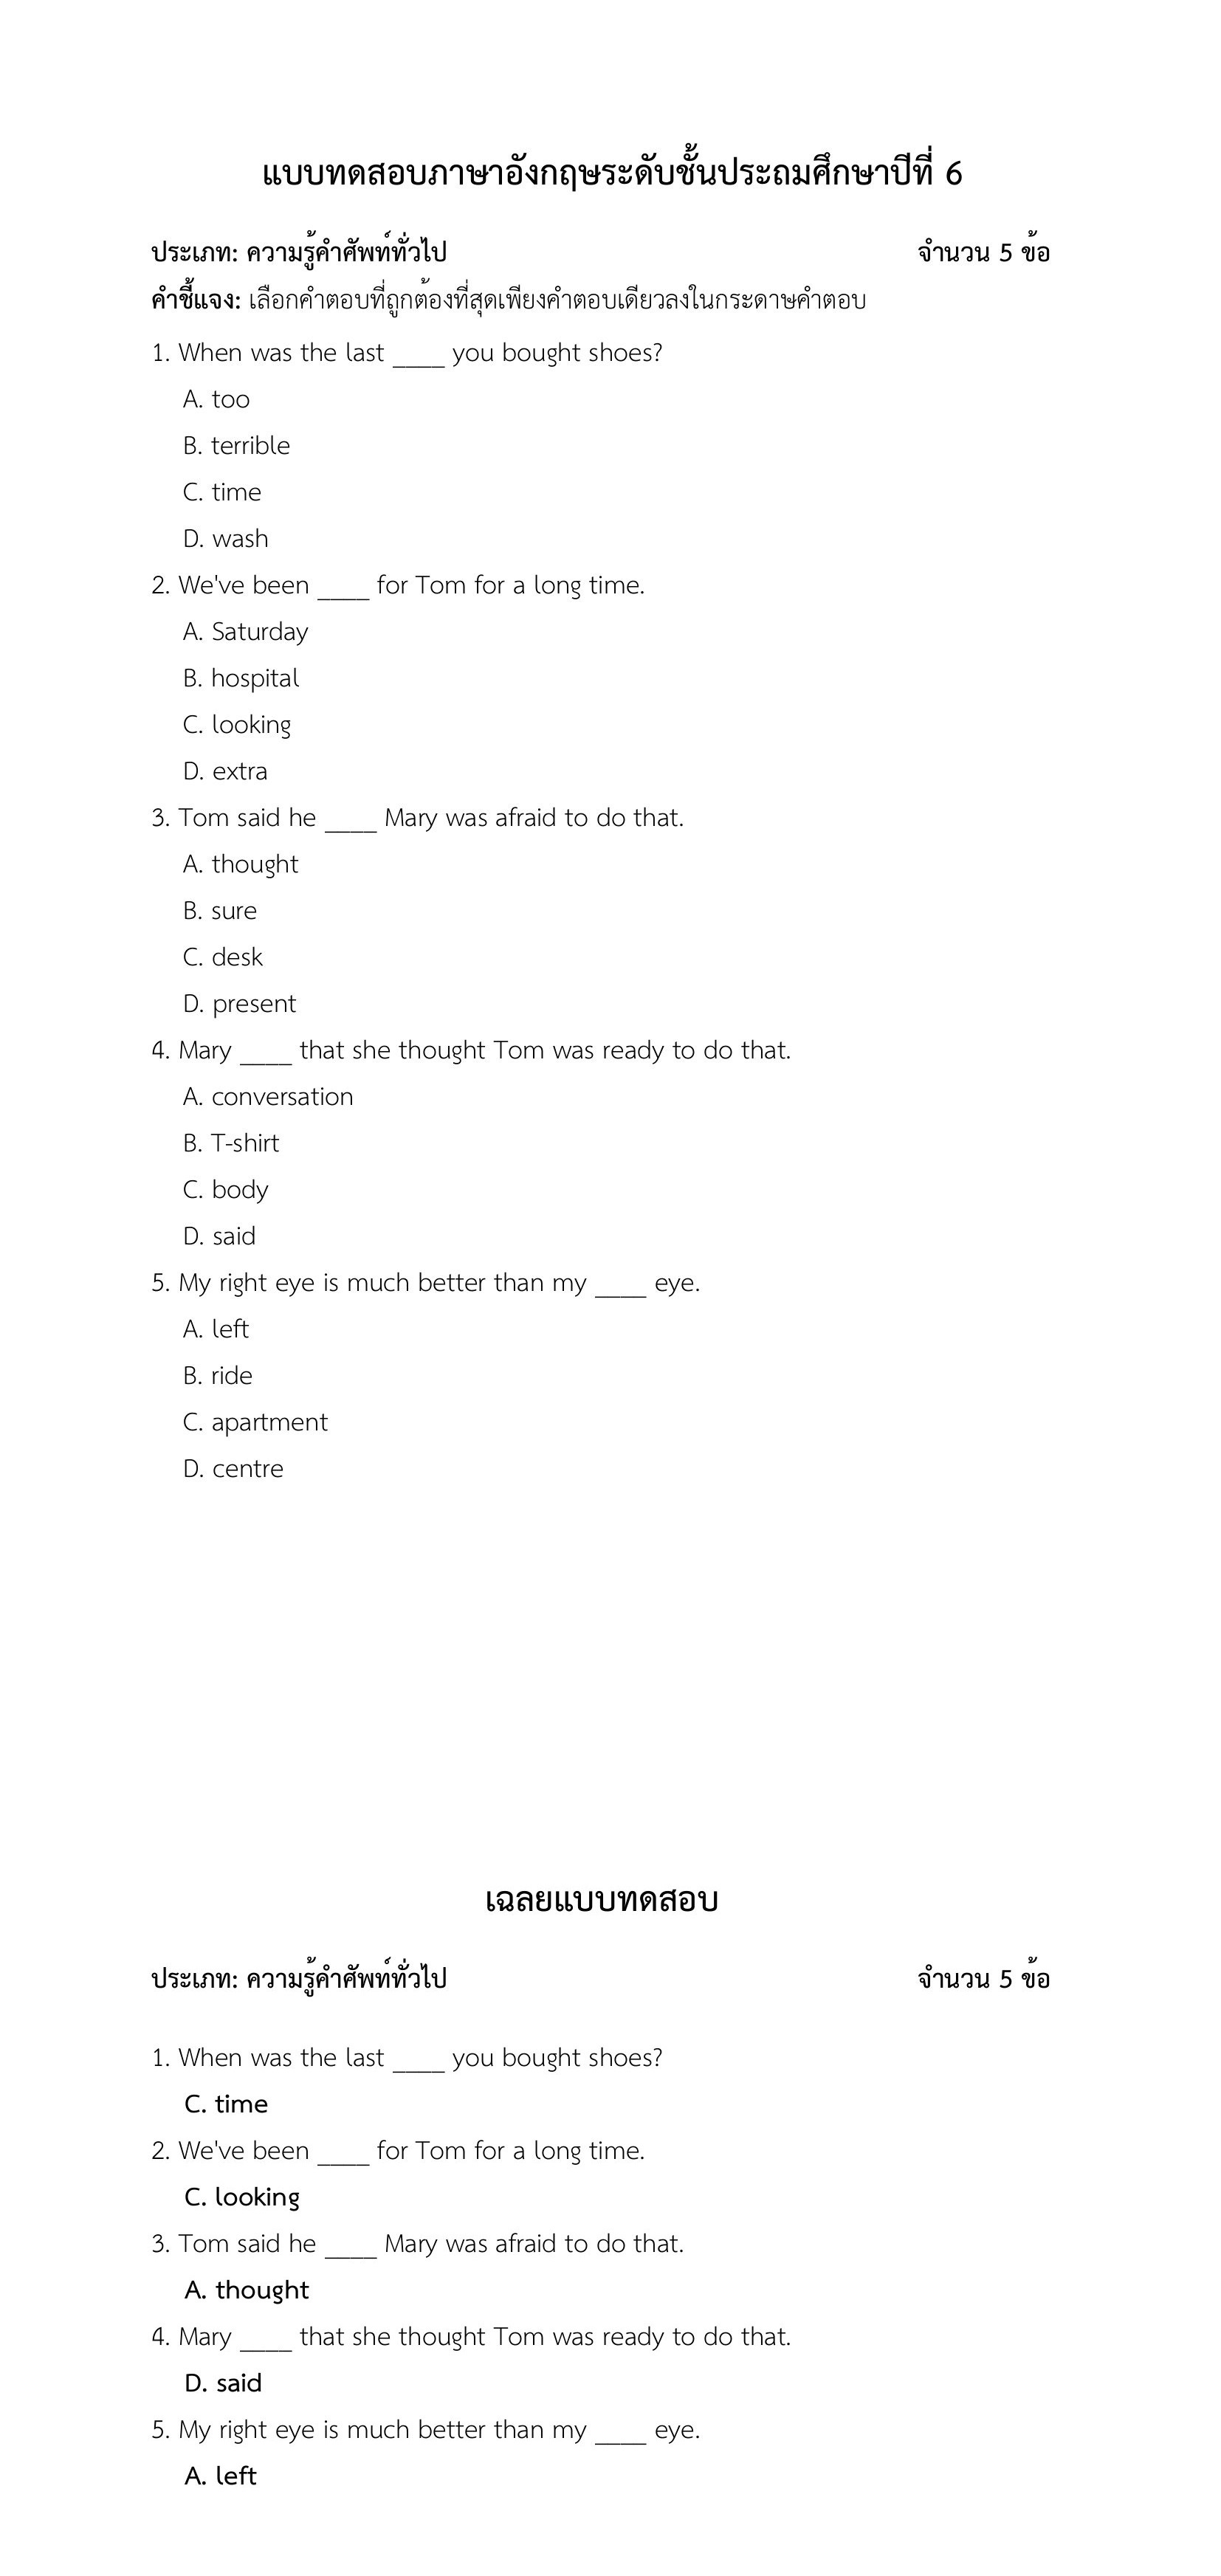 แบบทดสอบภาษาอังกฤษระดับชั้นประถมศึกษาปีที่ 6
ประเภท: ความรู้คำศัพท์ทั่วไป จำนวน 5 ข้อ
คำชี้แจง: เลือกคำตอบที่ถูกต้องที่สุดเพียงคำตอบเดียวลงในกระดาษคำตอบ
1. When was the last ____ you bought shoes?
A. too
B. terrible
C. time
D. wash
2. We've been ____ for Tom for a long time.
A. Saturday
B. hospital
C. looking
D. extra
3. Tom said he ____ Mary was afraid to do that.
A. thought
B. sure
C. desk
D. present
4. Mary ____ that she thought Tom was ready to do that.
A. conversation
B. T-shirt
C. body
D. said
5. My right eye is much better than my ____ eye.
A. left
B. ride
C. apartment
D. centre
เฉลยแบบทดสอบ
ประเภท: ความรู้คำศัพท์ทั่วไป จำนวน 5 ข้อ
1. When was the last ____ you bought shoes?
C. time
2. We've been ____ for Tom for a long time.
C. looking
3. Tom said he ____ Mary was afraid to do that.
A. thought
4. Mary ____ that she thought Tom was ready to do that.
D. said
5. My right eye is much better than my ____ eye.
A. left